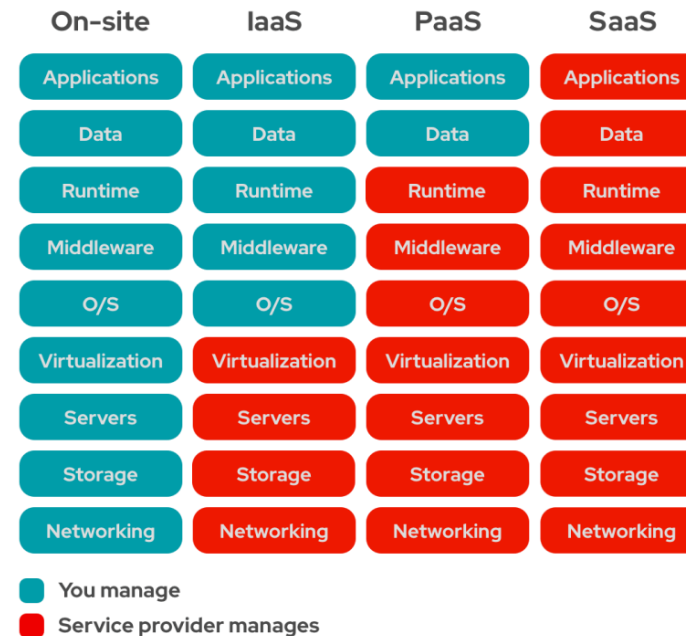 On-site IaaS PaaS SaaS
Applications Applications Applications Applications
Data Data Data Data
Runtime Runtime Runtime Runtime
Middleware Middleware Middleware Middleware
O/S O/S O/S O/S
Virtualization Virtualization Virtualization Virtualization
Servers Servers Servers Servers
Storage Storage Storage Storage
Networking Networking Networking Networking
You manage
Service provider manages